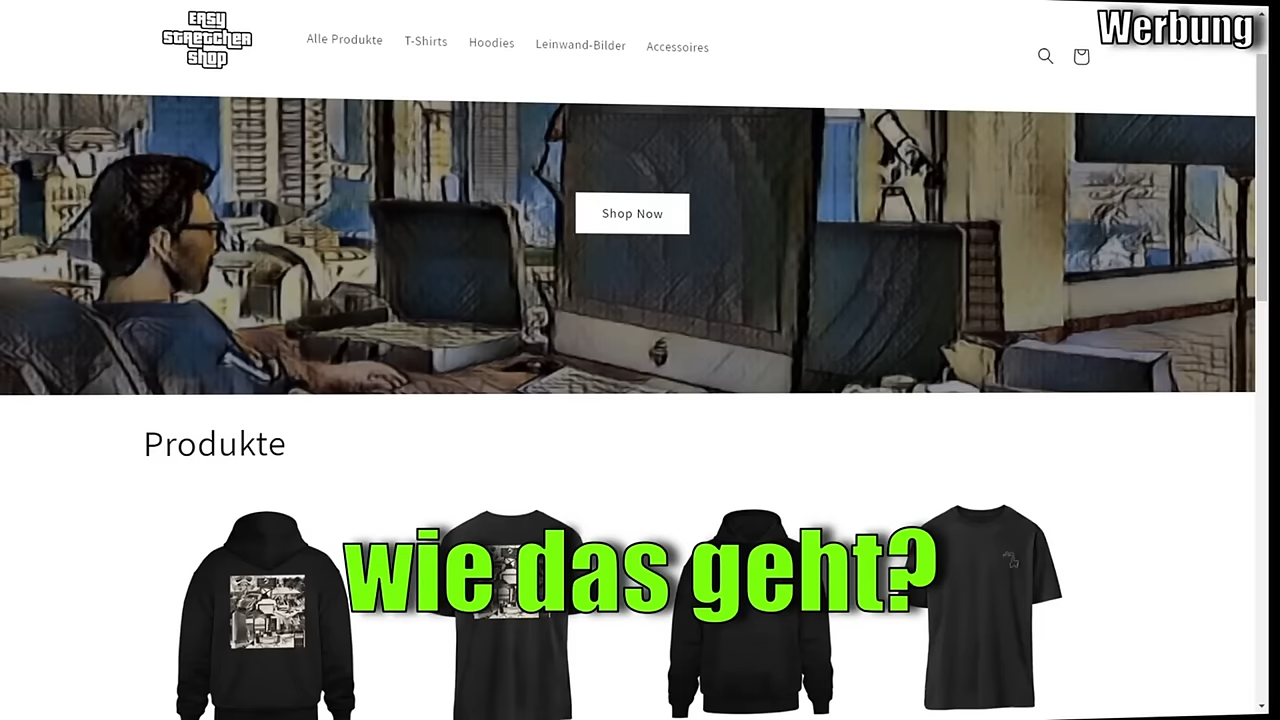 EASY
STRETCHER
SHOP
Alle Produkte T-Shirts Hoodies Leinwand-Bilder Accessoires
Werbung
Shop Now
Produkte
wie das geht?